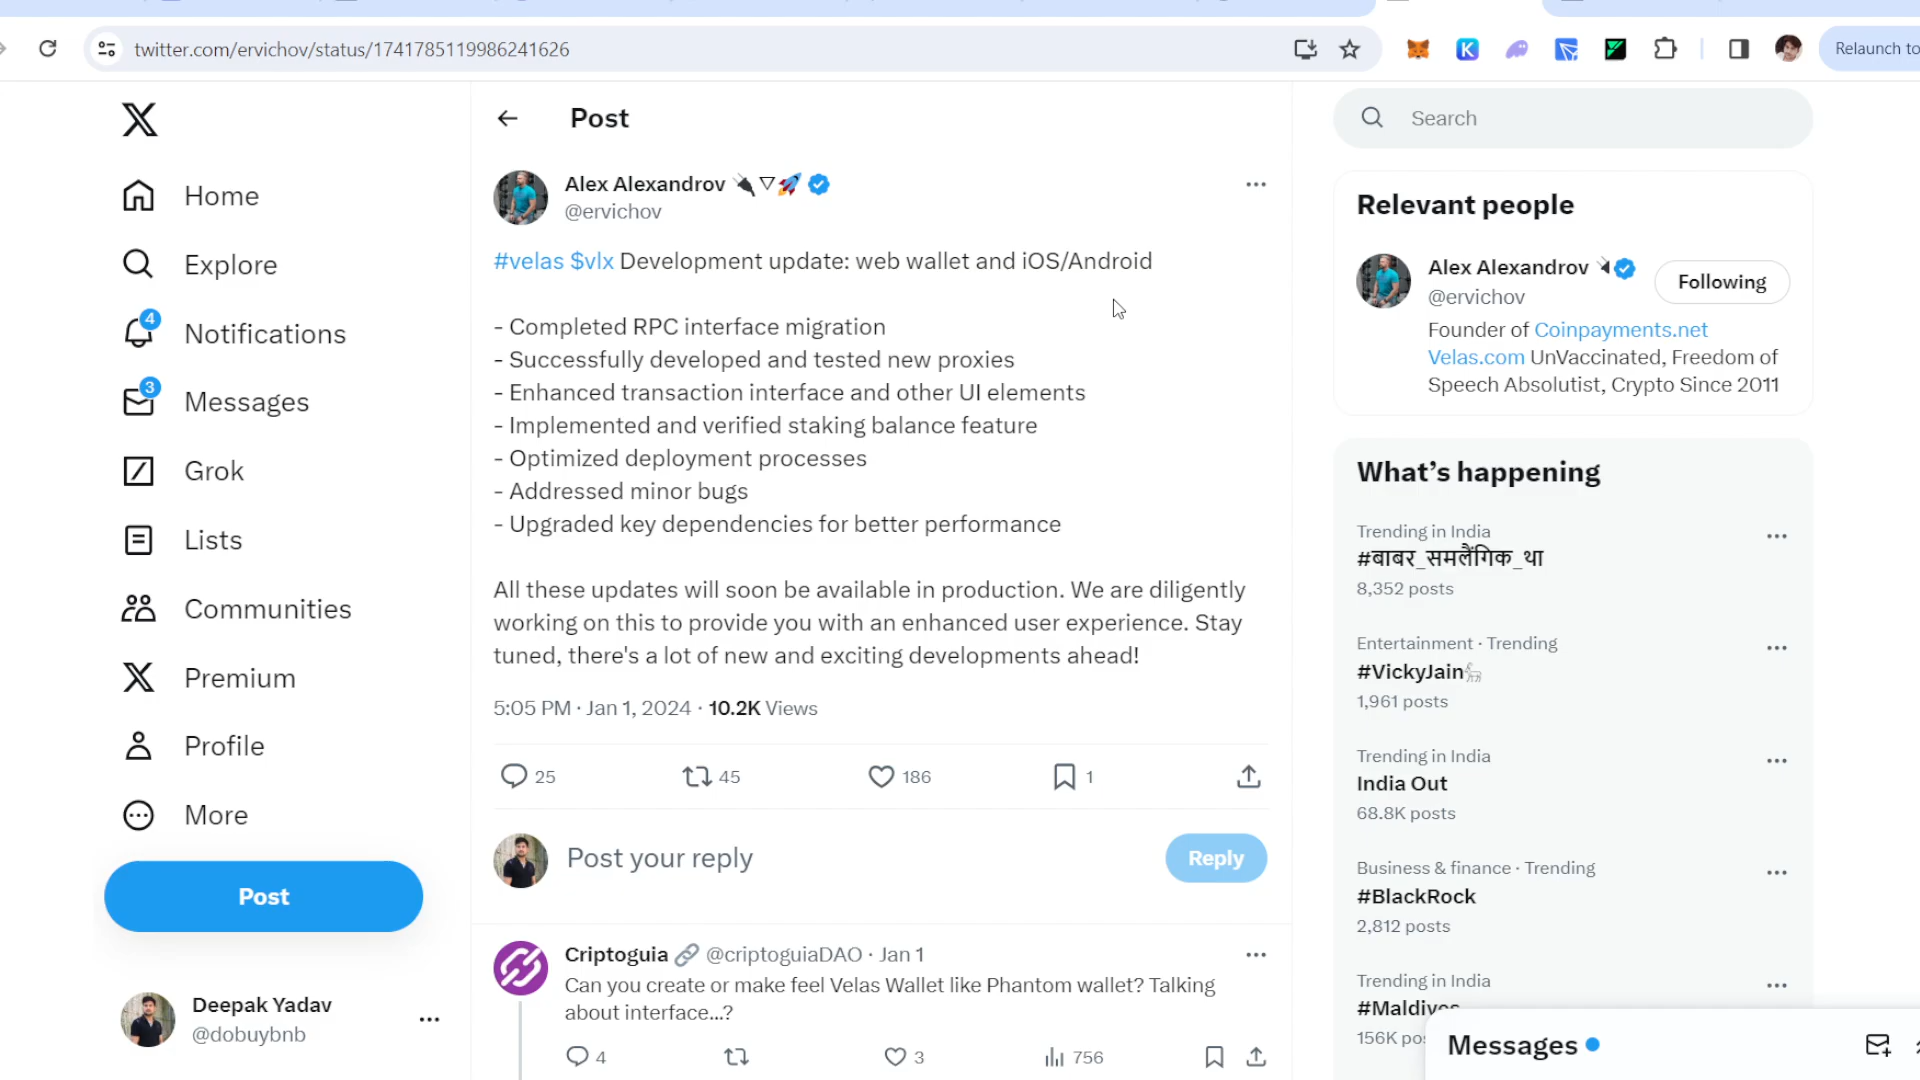 twitter.com/ervichov/status/1741785119986241626
Relaunch to
Home
Explore
4
Notifications
3
Messages
Grok
Lists
Communities
Premium
Profile
More
Post
Deepak Yadav
@dobuybnb
Post
Alex Alexandrov
@ervichov
#velas $vlx Development update: web wallet and iOS/Android
- Completed RPC interface migration
- Successfully developed and tested new proxies
- Enhanced transaction interface and other UI elements
- Implemented and verified staking balance feature
- Optimized deployment processes
- Addressed minor bugs
- Upgraded key dependencies for better performance
All these updates will soon be available in production. We are diligently
working on this to provide you with an enhanced user experience. Stay
tuned, there's a lot of new and exciting developments ahead!
5:05 PM · Jan 1, 2024 · 10.2K Views
25 45 186 1
Post your reply
Reply
Criptoguia @criptoguiaDAO · Jan 1
Can you create or make feel Velas Wallet like Phantom wallet? Talking
about interface...?
4 3 756
Search
Relevant people
Alex Alexandrov
@ervichov
Following
Founder of Coinpayments.net
Velas.com UnVaccinated, Freedom of
Speech Absolutist, Crypto Since 2011
What's happening
Trending in India
#बाबर_समलैंगिक_था
8,352 posts
Entertainment · Trending
#VickyJain
1,961 posts
Trending in India
India Out
68.8K posts
Business & finance · Trending
#BlackRock
2,812 posts
Trending in India
#Maldives
156K po
Messages